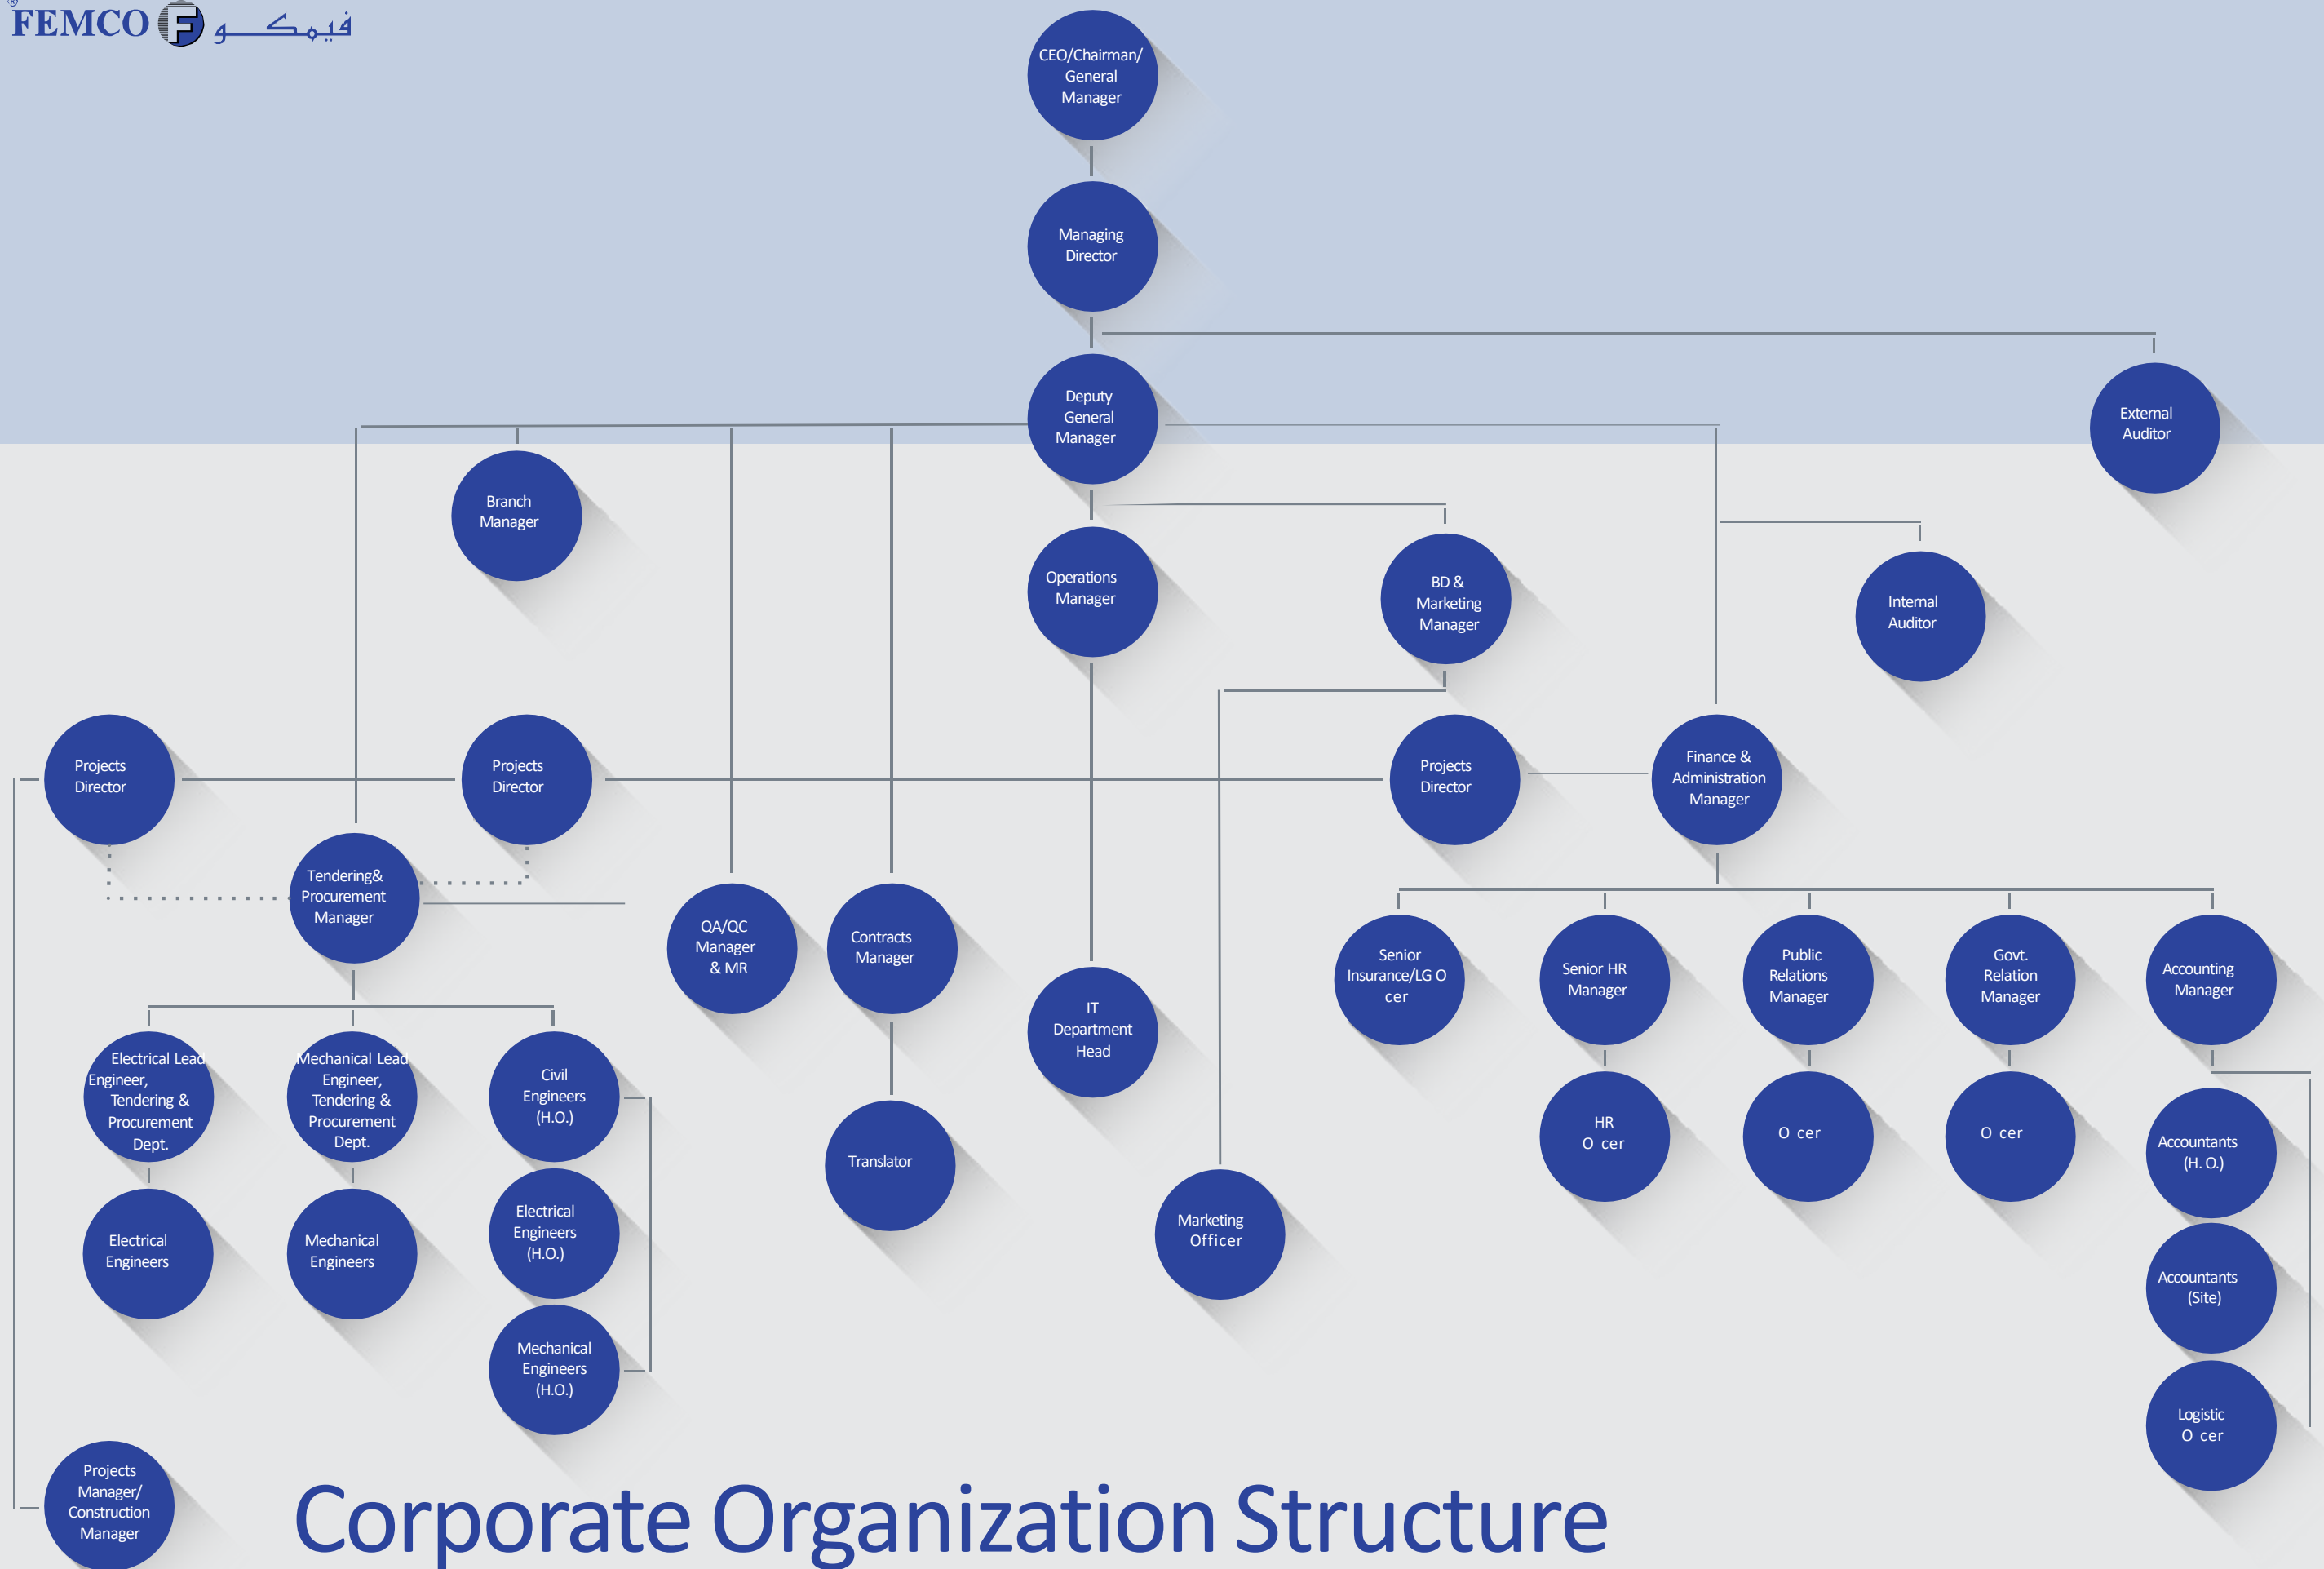 ®
FEMCO F فيمكو
CEO/Chairman/
General
Manager
Managing
Director
Deputy
General
Manager
External
Auditor
Branch
Manager
Operations
Manager
BD &
Marketing
Manager
Internal
Auditor
Projects
Director
Projects
Director
Projects
Director
Finance &
Administration
Manager
Tendering&
Procurement
Manager
QA/QC
Manager
& MR
Contracts
Manager
IT
Department
Head
Senior
Insurance/LG O
cer
Senior HR
Manager
Public
Relations
Manager
Govt.
Relation
Manager
Accounting
Manager
Electrical Lead
Engineer,
Tendering &
Procurement
Dept.
Mechanical Lead
Engineer,
Tendering &
Procurement
Dept.
Civil
Engineers
(H.O.)
Translator
HR
O cer
O cer
O cer
Accountants
(H. O.)
Electrical
Engineers
Mechanical
Engineers
Electrical
Engineers
(H.O.)
Marketing
Officer
Accountants
(Site)
Mechanical
Engineers
(H.O.)
Logistic
O cer
Projects
Manager/
Construction
Manager
Corporate Organization Structure